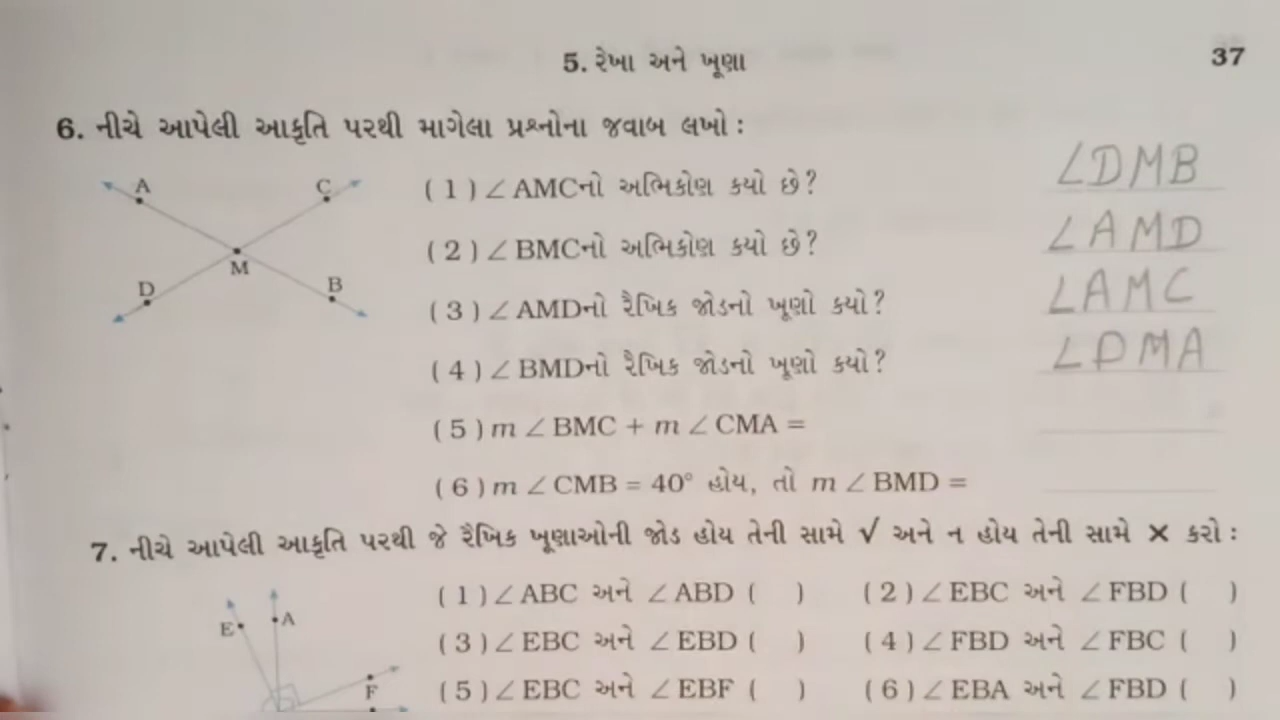 5. રેખા અને ખૂણા 37
6. નીચે આપેલી આકૃતિ પરથી માગેલા પ્રશ્નોના જવાબ લખો :
A C M D B
( 1 ) ∠ AMCનો અભિકોણ કયો છે? ∠DMB
( 2 ) ∠ BMCનો અભિકોણ કયો છે? ∠AMD
( 3 ) ∠ AMDનો રૈખિક જોડનો ખૂણો કયો? ∠AMC
( 4 ) ∠ BMDનો રૈખિક જોડનો ખૂણો કયો? ∠DMA
( 5 ) m ∠ BMC + m ∠ CMA =
( 6 ) m ∠ CMB = 40° હોય, તો m ∠ BMD =
7. નીચે આપેલી આકૃતિ પરથી જે રૈખિક ખૂણાઓની જોડ હોય તેની સામે √ અને ન હોય તેની સામે × કરો :
E A F
( 1 ) ∠ ABC અને ∠ ABD ( ) ( 2 ) ∠ EBC અને ∠ FBD ( )
( 3 ) ∠ EBC અને ∠ EBD ( ) ( 4 ) ∠ FBD અને ∠ FBC ( )
( 5 ) ∠ EBC અને ∠ EBF ( ) ( 6 ) ∠ EBA અને ∠ FBD ( )